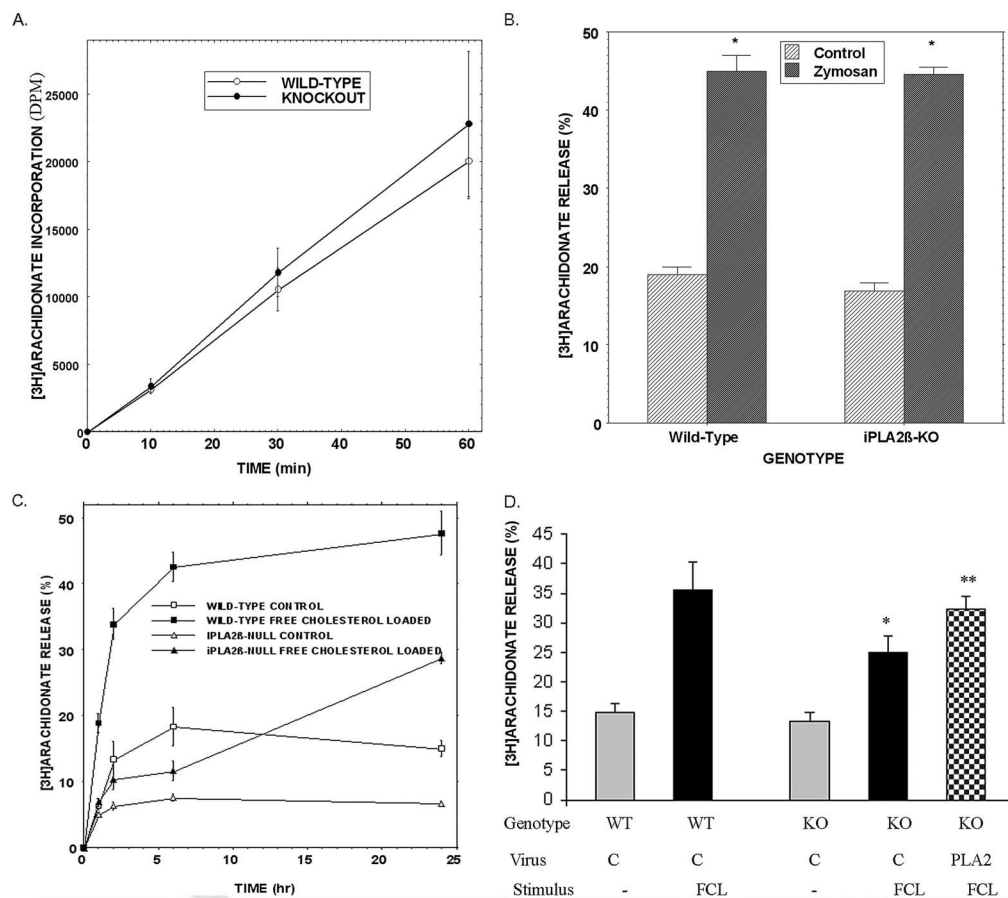 A.
[3H]ARACHIDONATE INCORPORATION (DPM)
25000
20000
15000
10000
5000
0
WILD-TYPE
KNOCKOUT
0 10 20 30 40 50 60
TIME (min)
B.
[3H]ARACHIDONATE RELEASE (%)
50
40
30
20
10
0
Control
Zymosan
* *
Wild-Type iPLA2ß-KO
GENOTYPE
C.
[3H]ARACHIDONATE RELEASE (%)
50
40
30
20
10
0
WILD-TYPE CONTROL
WILD-TYPE FREE CHOLESTEROL LOADED
IPLA2ß-NULL CONTROL
iPLA2ß-NULL FREE CHOLESTEROL LOADED
0 5 10 15 20 25
TIME (hr)
D.
[3H]ARACHIDONATE RELEASE (%)
45
40
35
30
25
20
15
10
5
0
* **
Genotype WT WT KO KO KO
Virus C C C C PLA2
Stimulus - FCL - FCL FCL